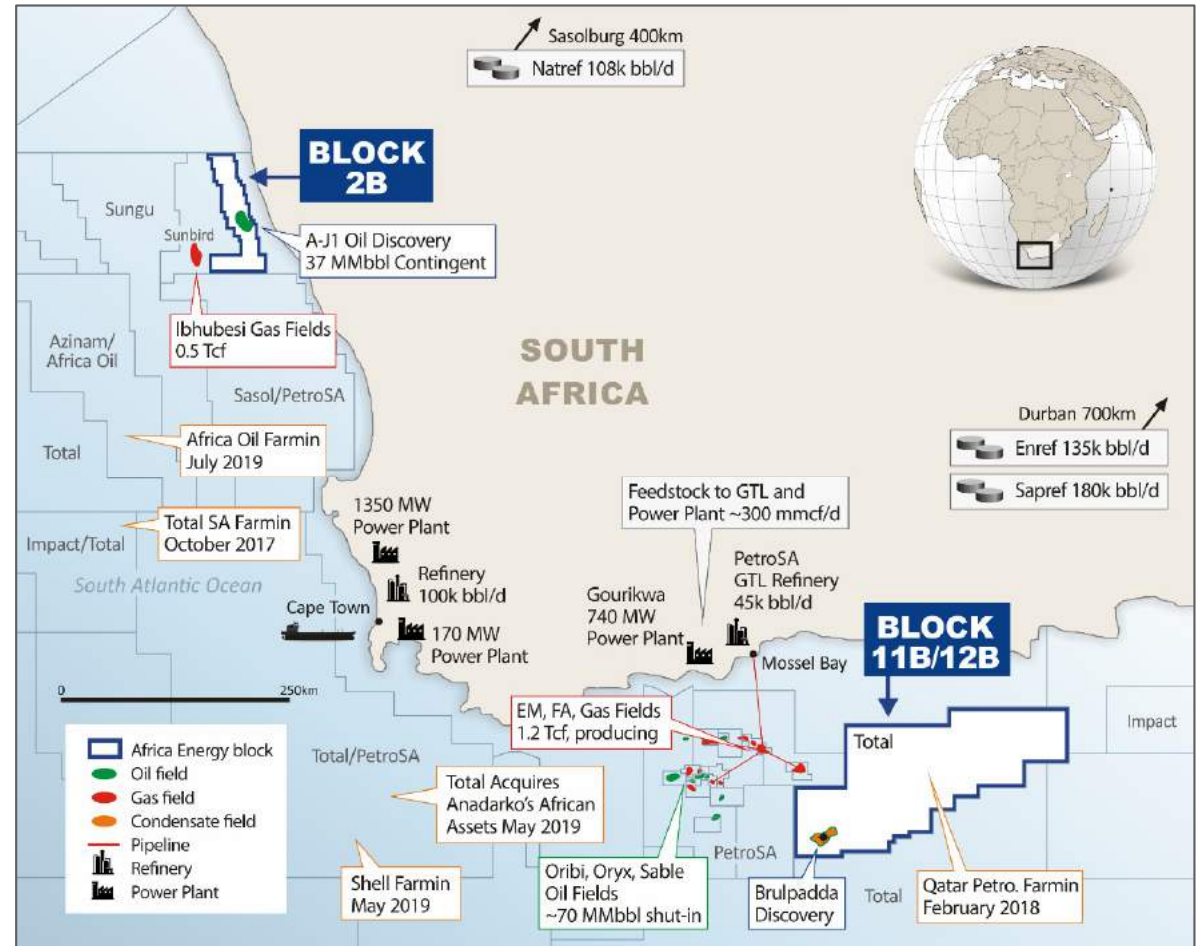 Sasolburg 400km
Natref 108k bbl/d
BLOCK
2B
Sungu
Sunbird
A-J1 Oil Discovery
37 MMbbl Contingent
Ibhubesi Gas Fields
0.5 Tcf
Azinam/
Africa Oil
Sasol/PetroSA
SOUTH
AFRICA
Durban 700km
Enref 135k bbl/d
Sapref 180k bbl/d
Total
Africa Oil Farmin
July 2019
Total SA Farmin
October 2017
Impact/Total
South Atlantic Ocean
1350 MW
Power Plant
Refinery
100k bbl/d
Cape Town
170 MW
Power Plant
Feedstock to GTL and
Power Plant ~300 mmcf/d
PetroSA
GTL Refinery
45k bbl/d
Gourikwa
740 MW
Power Plant
Mossel Bay
BLOCK
11B/12B
0
250km
Africa Energy block
Oil field
Gas field
Condensate field
Pipeline
Refinery
Power Plant
Total/PetroSA
EM, FA, Gas Fields
1.2 Tcf, producing
Total
Impact
Total Acquires
Anadarko's African
Assets May 2019
Shell Farmin
May 2019
Oribi, Oryx, Sable
Oil Fields
~70 MMbbl shut-in
PetroSA
Brulpadda
Discovery
Total
Qatar Petro. Farmin
February 2018